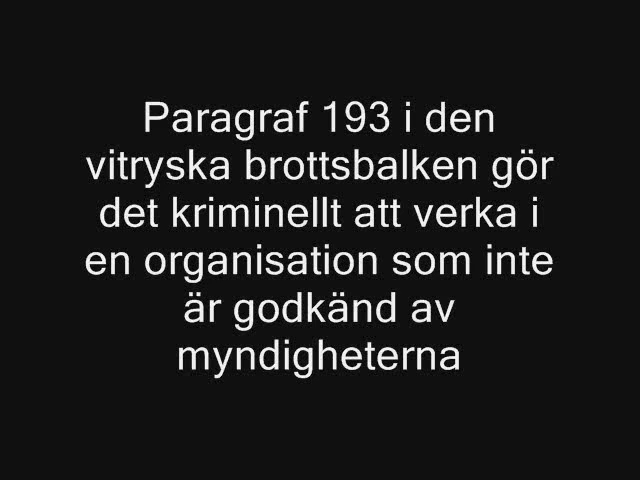 Paragraf 193 i den
vitryska brottsbalken gör
det kriminellt att verka i
en organisation som inte
är godkänd av
myndigheterna